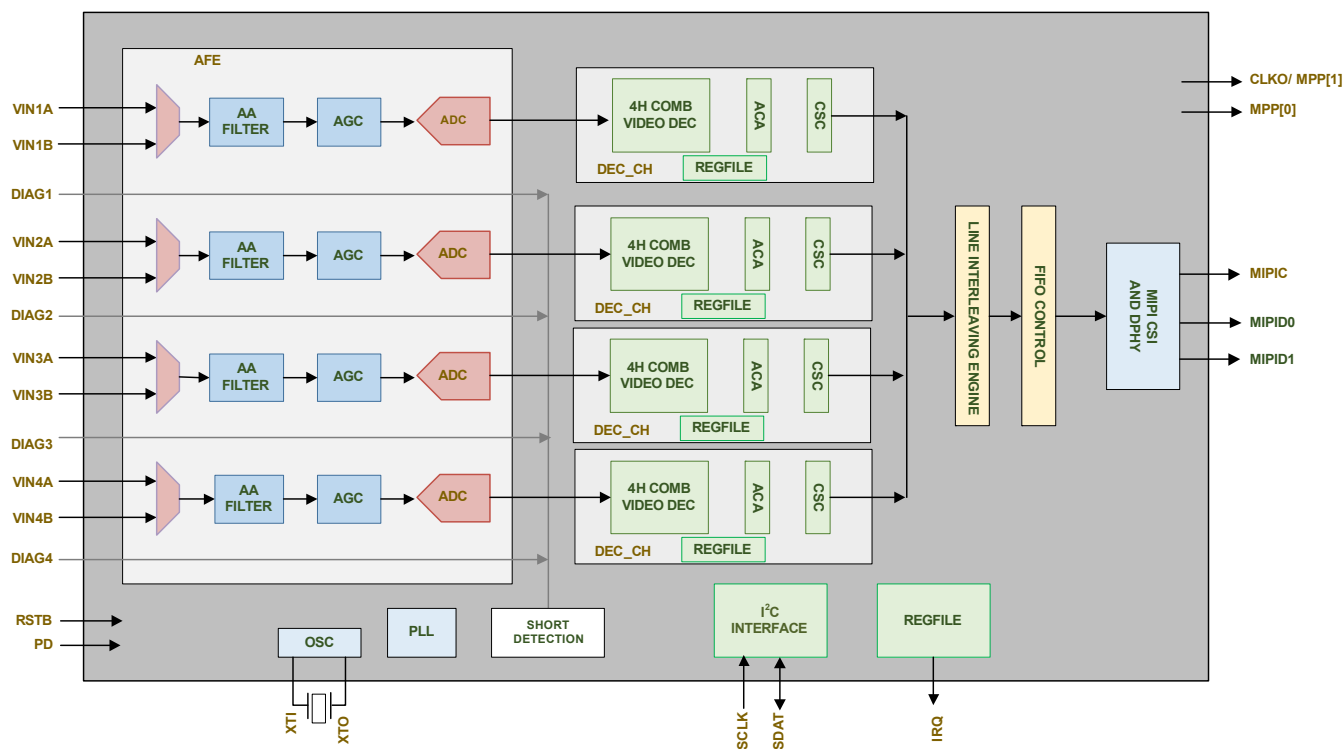 AFE
CLKO/ MPP[1]
MPP[0]
VIN1A
VIN1B
AA
FILTER
AGC
ADC
4H COMB
VIDEO DEC
ACA
CSC
DEC_CH
REGFILE
DIAG1
VIN2A
VIN2B
AA
FILTER
AGC
ADC
4H COMB
VIDEO DEC
ACA
CSC
DEC_CH
REGFILE
DIAG2
VIN3A
VIN3B
AA
FILTER
AGC
ADC
4H COMB
VIDEO DEC
ACA
CSC
DEC_CH
REGFILE
DIAG3
VIN4A
VIN4B
AA
FILTER
AGC
ADC
4H COMB
VIDEO DEC
ACA
CSC
DEC_CH
REGFILE
DIAG4
LINE INTERLEAVING ENGINE
FIFO CONTROL
MIPI CSI
AND DPHY
MIPIC
MIPID0
MIPID1
RSTB
PD
OSC
PLL
SHORT
DETECTION
I²C
INTERFACE
REGFILE
XTI
XTO
SCLK
SDAT
IRQ